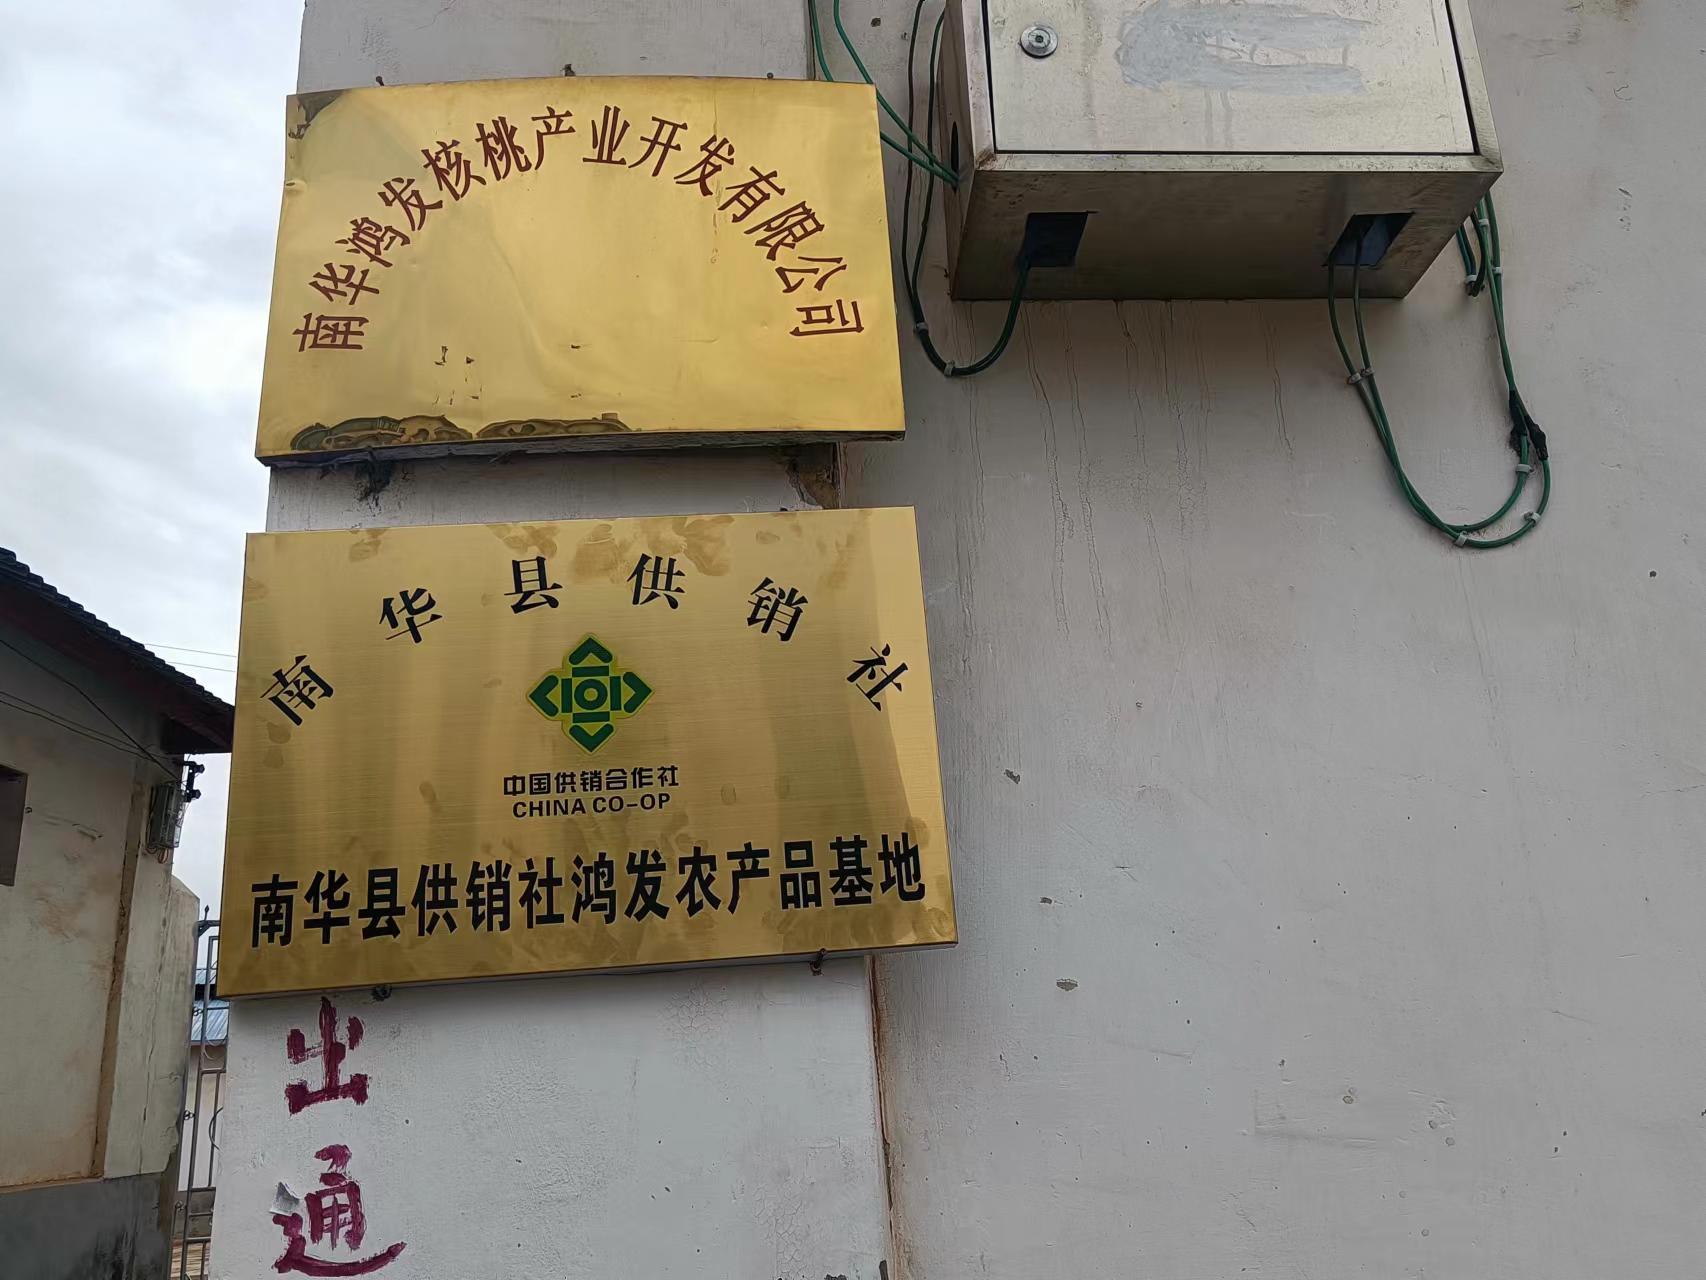 南华鸿发核桃产业开发有限公司
南华县供销社
中国供销合作社
CHINA CO-OP
南华县供销社鸿发农产品基地
出
通